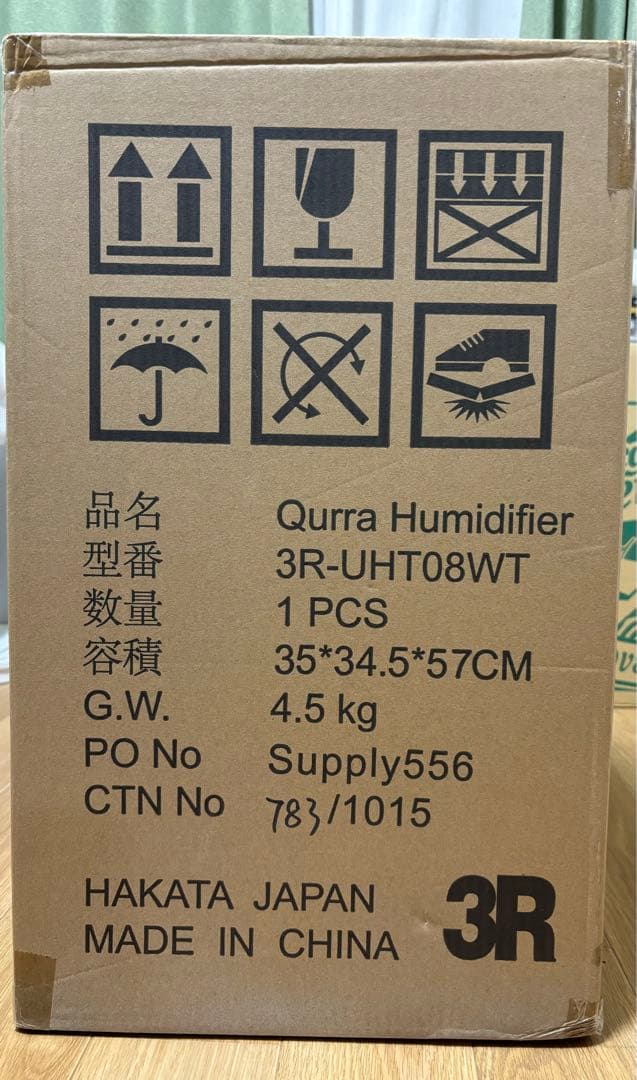 品名 Qurra Humidifier
型番 3R-UHT08WT
数量 1 PCS
容積 35*34.5*57CM
G.W. 4.5 kg
PO No Supply556
CTN No 783/1015
HAKATA JAPAN
MADE IN CHINA
3R